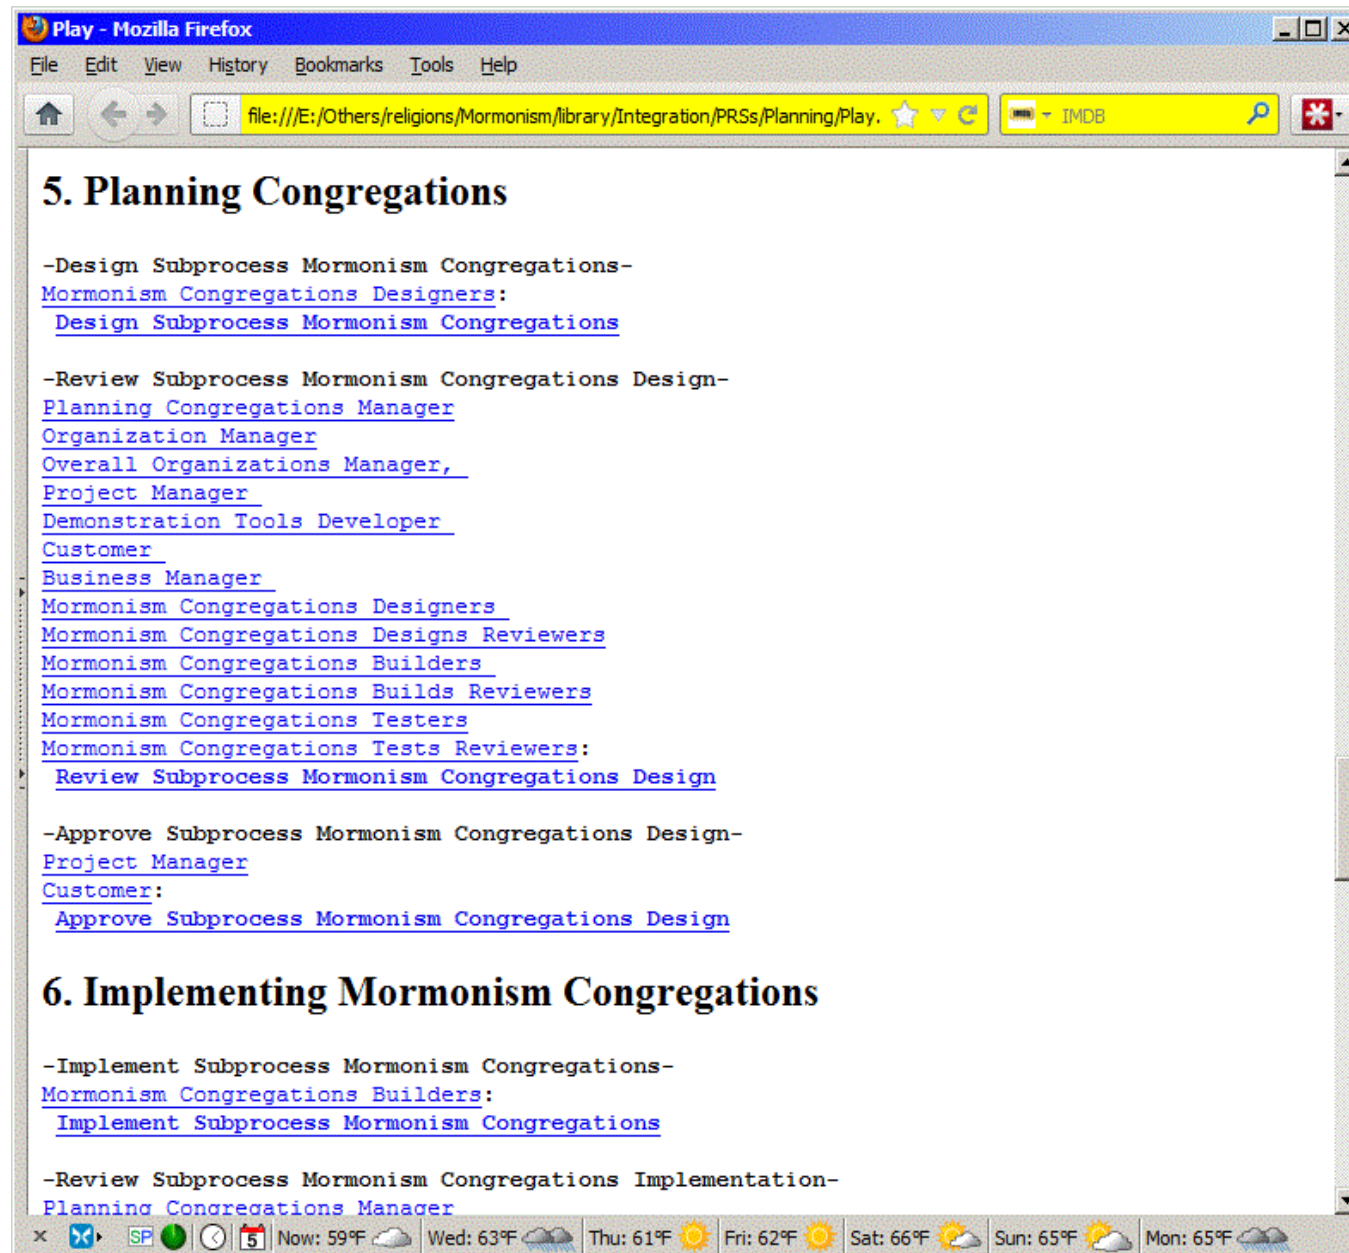 Play - Mozilla Firefox
File Edit View History Bookmarks Tools Help
file:///E:/Others/religions/Mormonism/library/Integration/PRSs/Planning/Play. IMDB
5. Planning Congregations
-Design Subprocess Mormonism Congregations-
Mormonism Congregations Designers:
Design Subprocess Mormonism Congregations
-Review Subprocess Mormonism Congregations Design-
Planning Congregations Manager
Organization Manager
Overall Organizations Manager,
Project Manager
Demonstration Tools Developer
Customer
Business Manager
Mormonism Congregations Designers
Mormonism Congregations Designs Reviewers
Mormonism Congregations Builders
Mormonism Congregations Builds Reviewers
Mormonism Congregations Testers
Mormonism Congregations Tests Reviewers:
Review Subprocess Mormonism Congregations Design
-Approve Subprocess Mormonism Congregations Design-
Project Manager
Customer:
Approve Subprocess Mormonism Congregations Design
6. Implementing Mormonism Congregations
-Implement Subprocess Mormonism Congregations-
Mormonism Congregations Builders:
Implement Subprocess Mormonism Congregations
-Review Subprocess Mormonism Congregations Implementation-
Planning Congregations Manager
SP 5 Now: 59°F Wed: 63°F Thu: 61°F Fri: 62°F Sat: 66°F Sun: 65°F Mon: 65°F